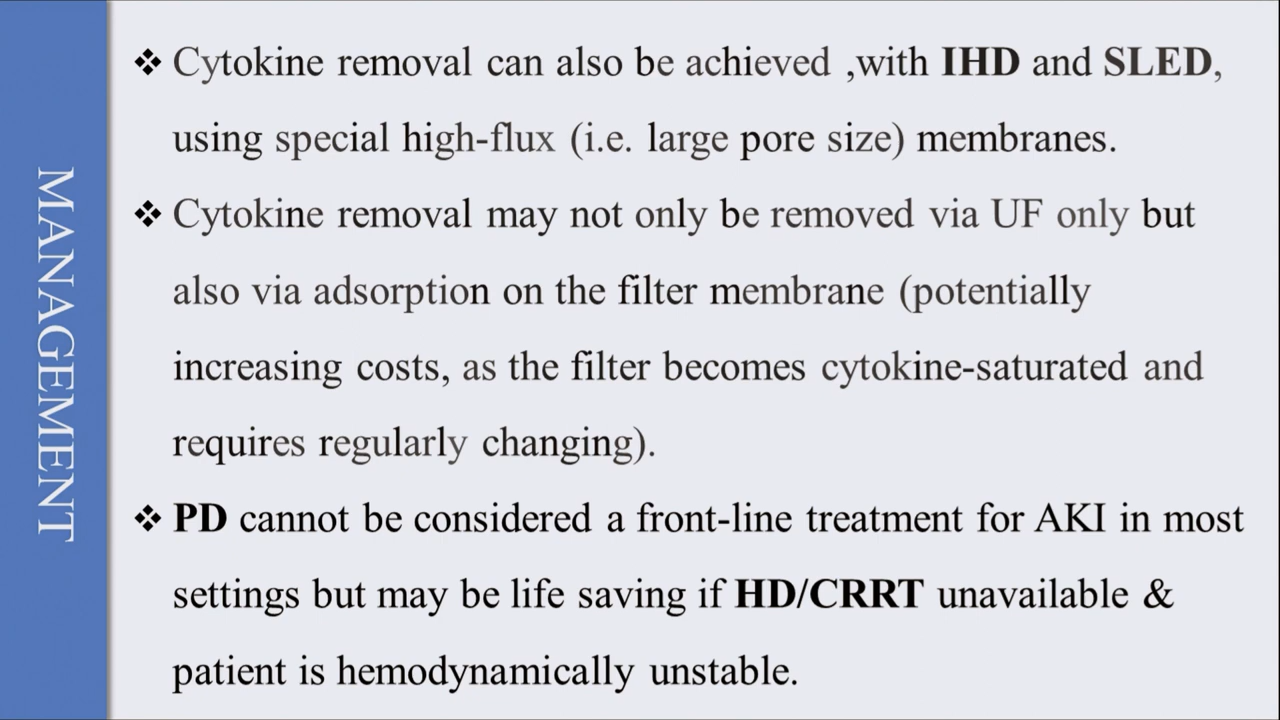 MANAGEMENT
❖ Cytokine removal can also be achieved ,with IHD and SLED,
using special high-flux (i.e. large pore size) membranes.
❖ Cytokine removal may not only be removed via UF only but
also via adsorption on the filter membrane (potentially
increasing costs, as the filter becomes cytokine-saturated and
requires regularly changing).
❖ PD cannot be considered a front-line treatment for AKI in most
settings but may be life saving if HD/CRRT unavailable &
patient is hemodynamically unstable.